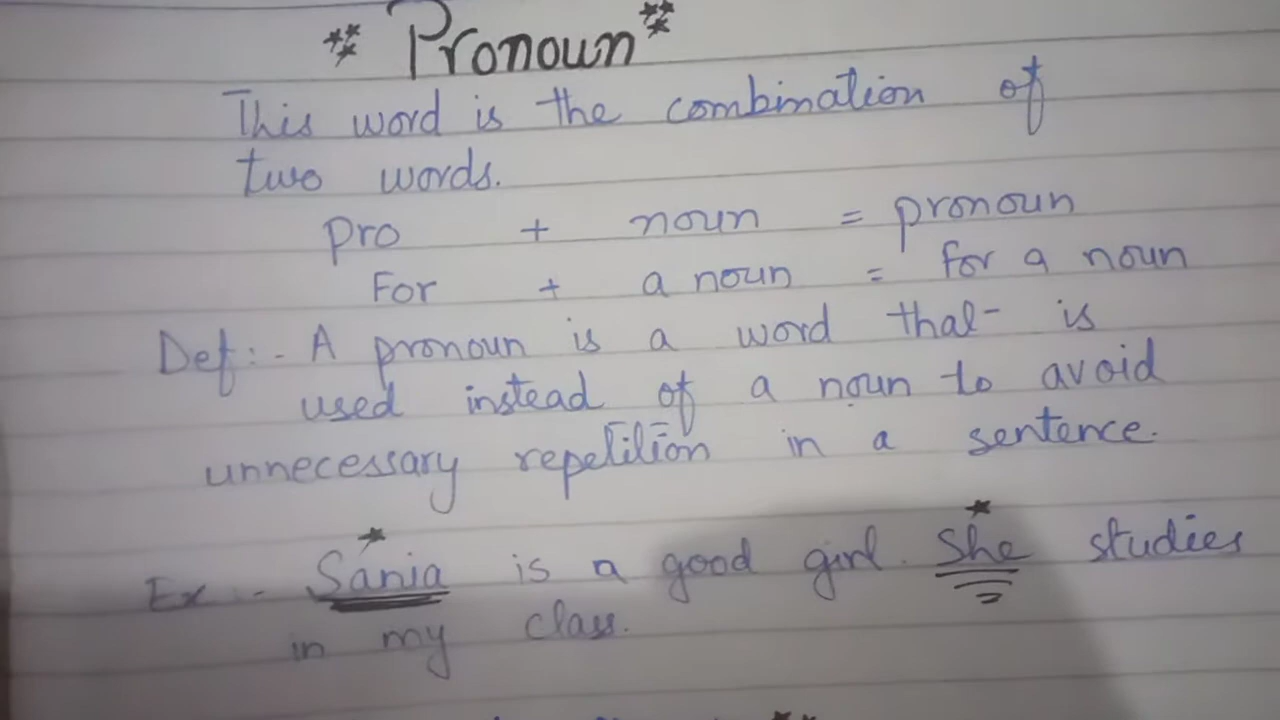 Pronoun
This word is the combination of
two words.
Pro + noun = pronoun
For + a noun = for a noun
Def:- A pronoun is a word that is
used instead of a noun to avoid
unnecessary repetition in a sentence.
Ex:- Sania is a good girl. She studies
in my class.